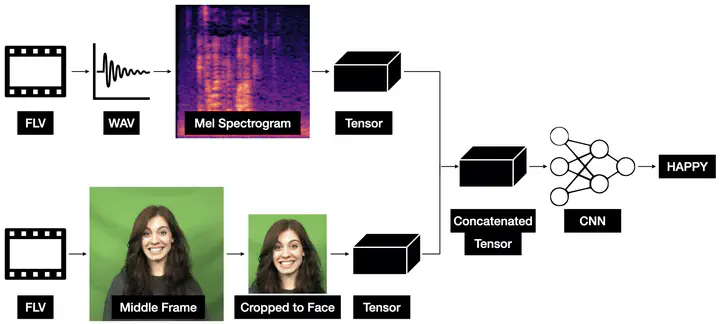 FLV
WAV
Mel Spectrogram
Tensor
FLV
Middle Frame
Cropped to Face
Tensor
Concatenated
Tensor
CNN
HAPPY